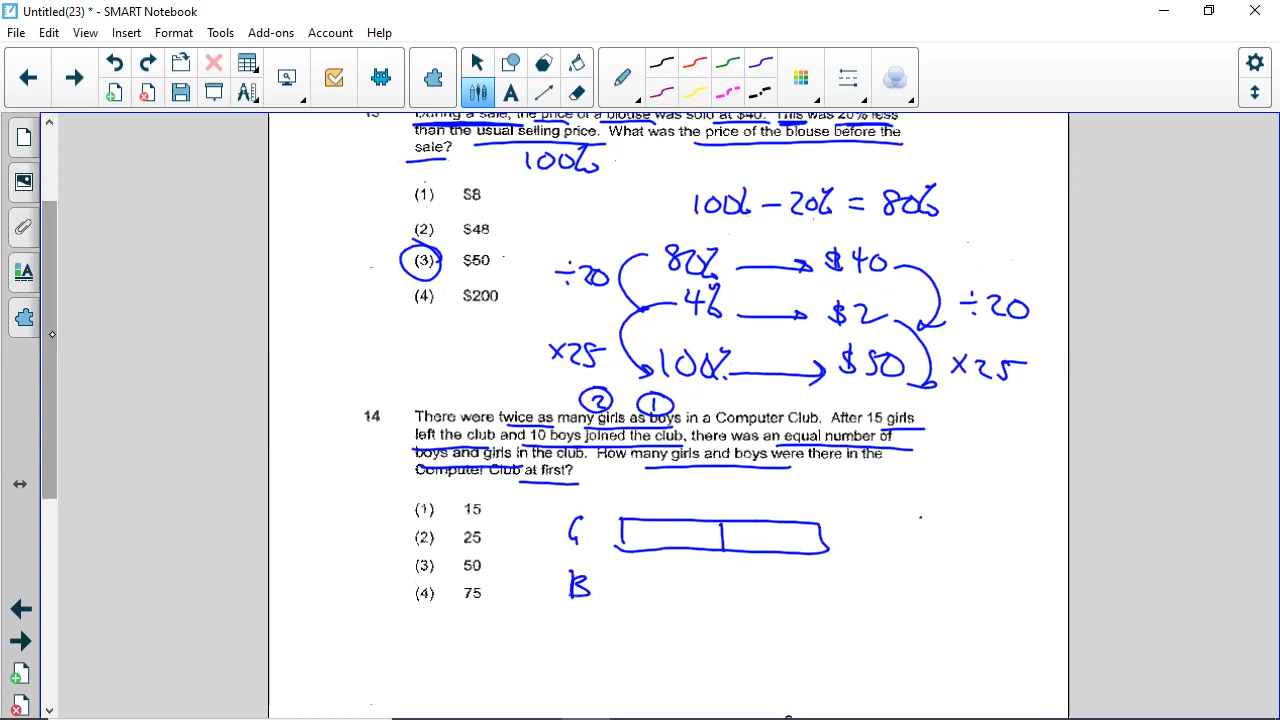 Untitled(23) * - SMART Notebook
File Edit View Insert Format Tools Add-ons Account Help
13 During a sale, the price of a blouse was sold at $40. This was 20% less
than the usual selling price. What was the price of the blouse before the
sale?
100%
(1) $8
100% - 20% = 80%
(2) $48
(3) $50
÷20 80% → $40
(4) $200
4% → $2 ÷20
×25 100% → $50 ×25
2 1
14 There were twice as many girls as boys in a Computer Club. After 15 girls
left the club and 10 boys joined the club, there was an equal number of
boys and girls in the club. How many girls and boys were there in the
Computer Club at first?
(1) 15
G
(2) 25
(3) 50
B
(4) 75